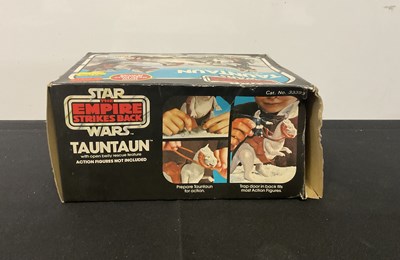 TAUNTAUN
STAR
THE
EMPIRE
STRIKES BACK
WARS
TAUNTAUN
with open belly rescue feature
ACTION FIGURES NOT INCLUDED
Prepare Tauntaun
for action.
Cat. No.
Trap door in back fits
most Action Figures.